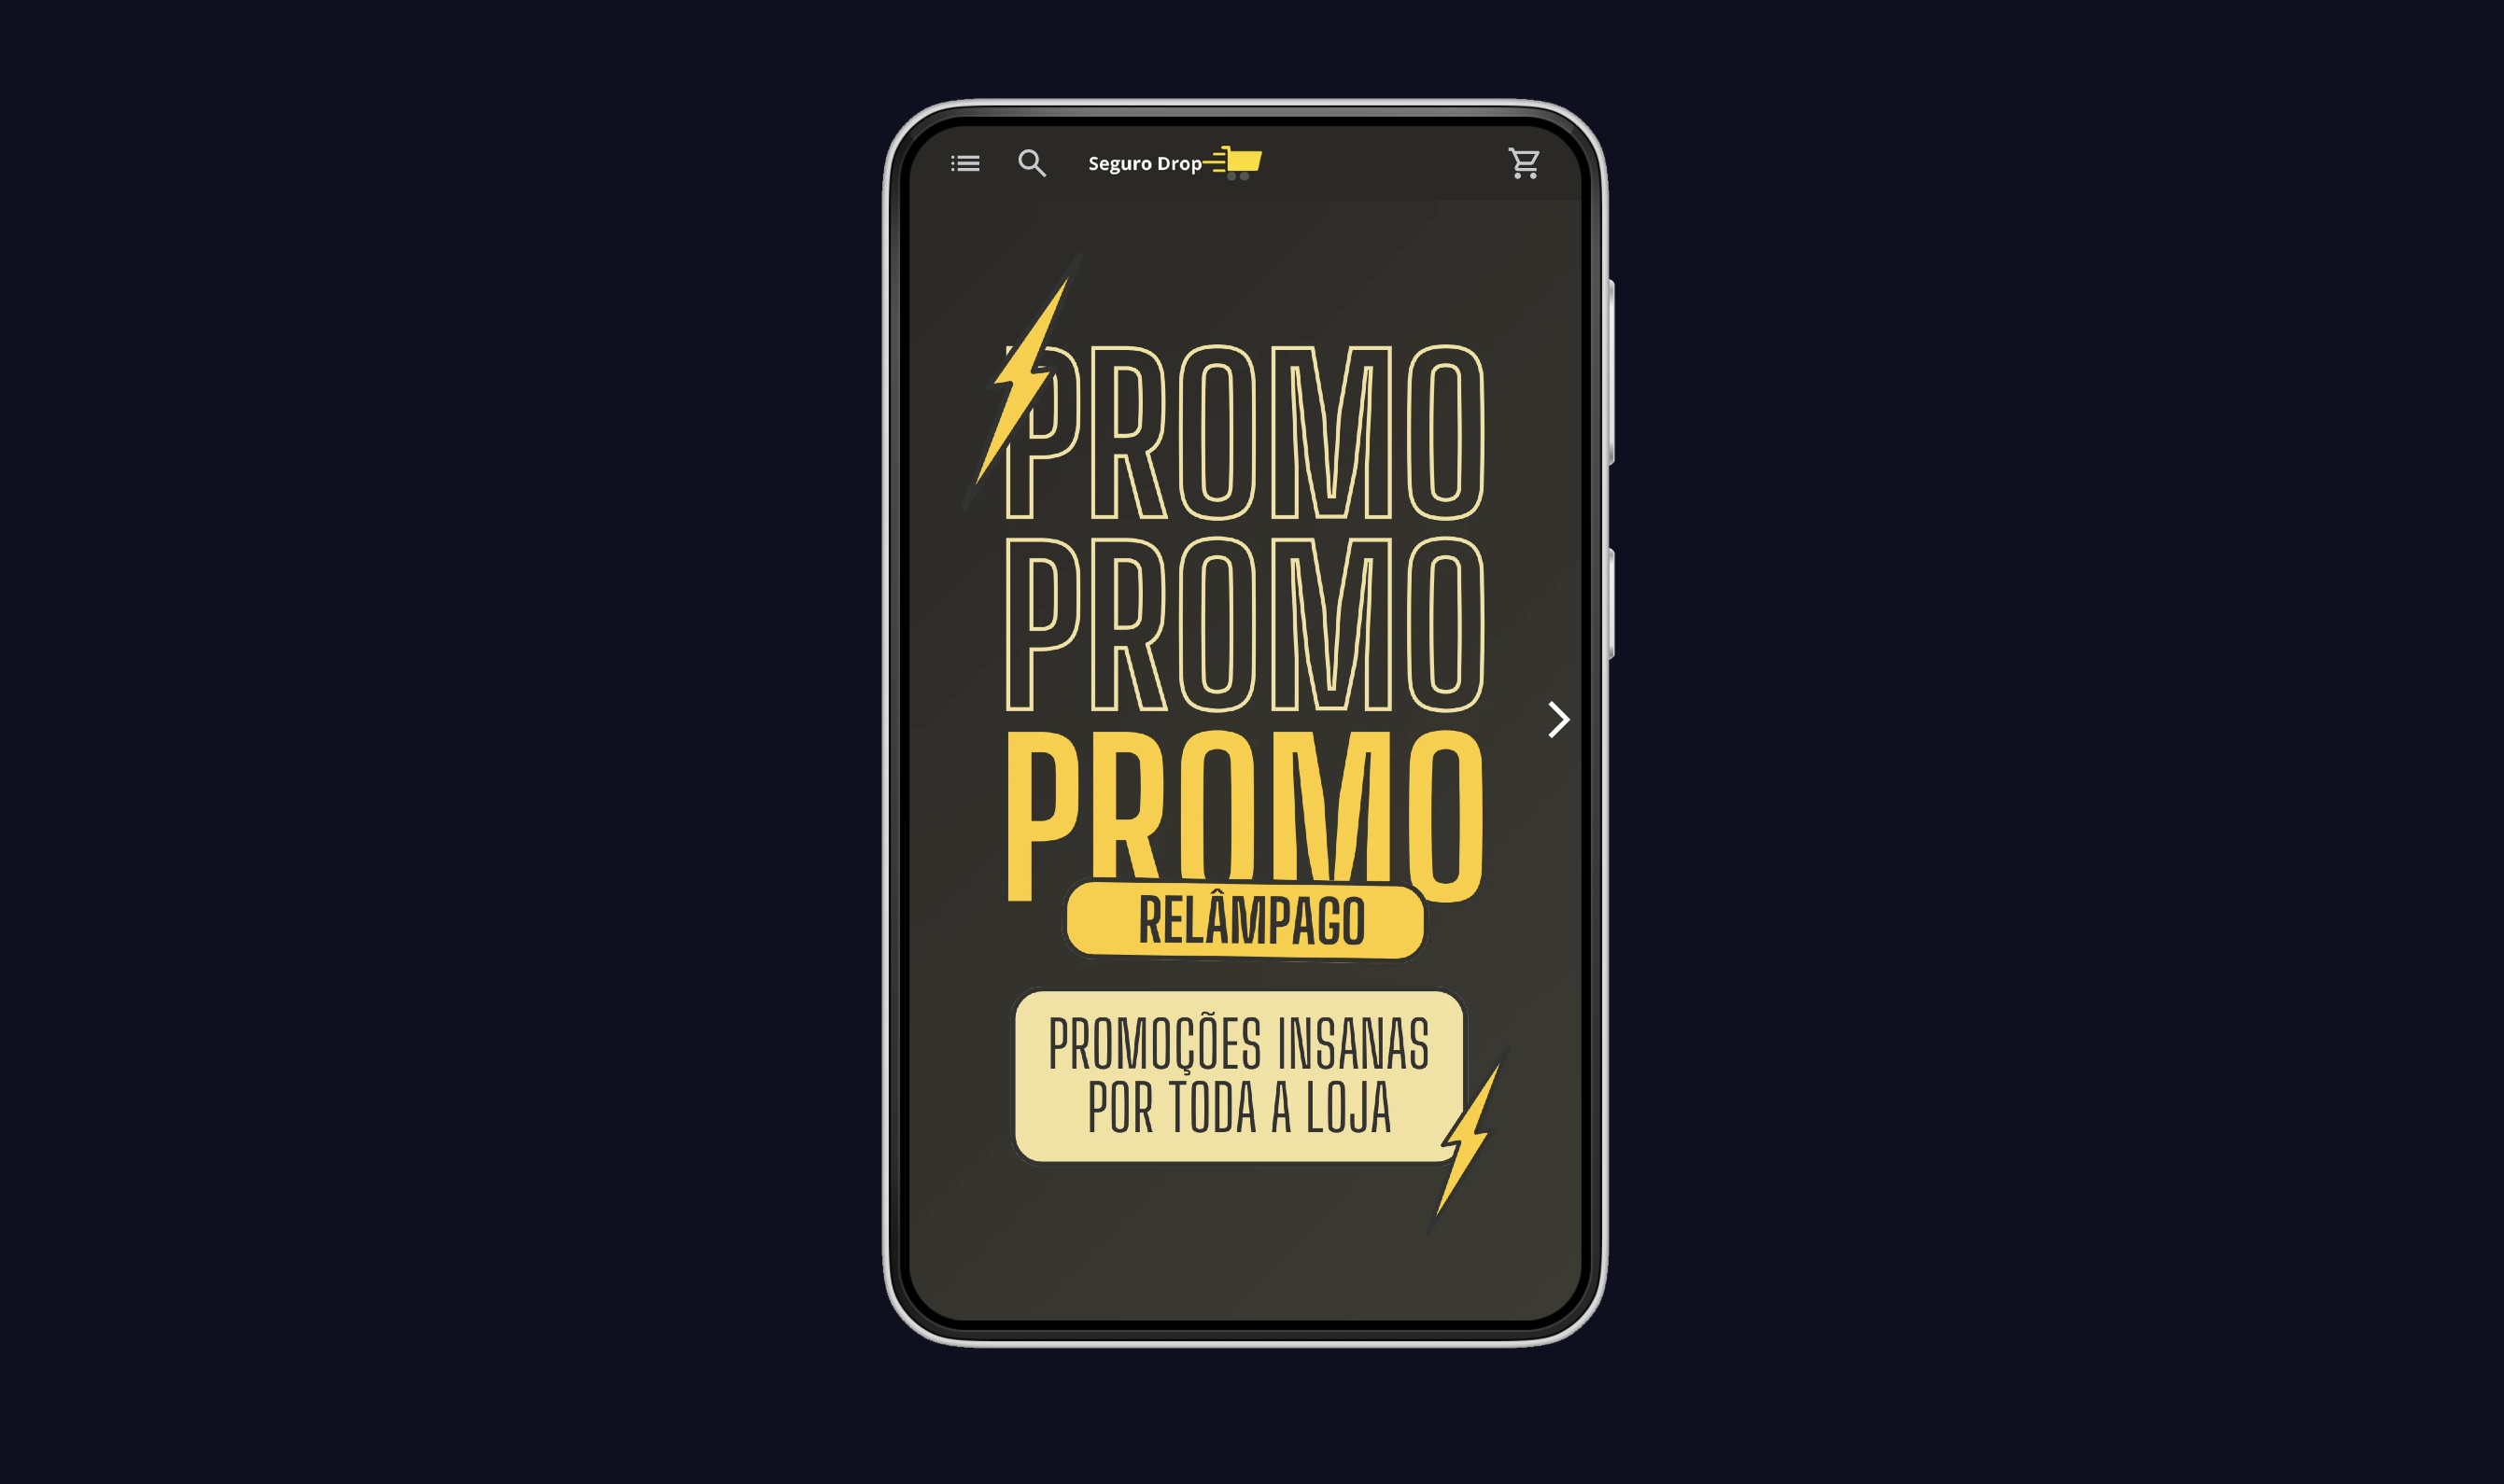 Seguro Drop
PROMO
PROMO
PROMO
RELÂMPAGO
PROMOÇÕES INSANAS
POR TODA A LOJA